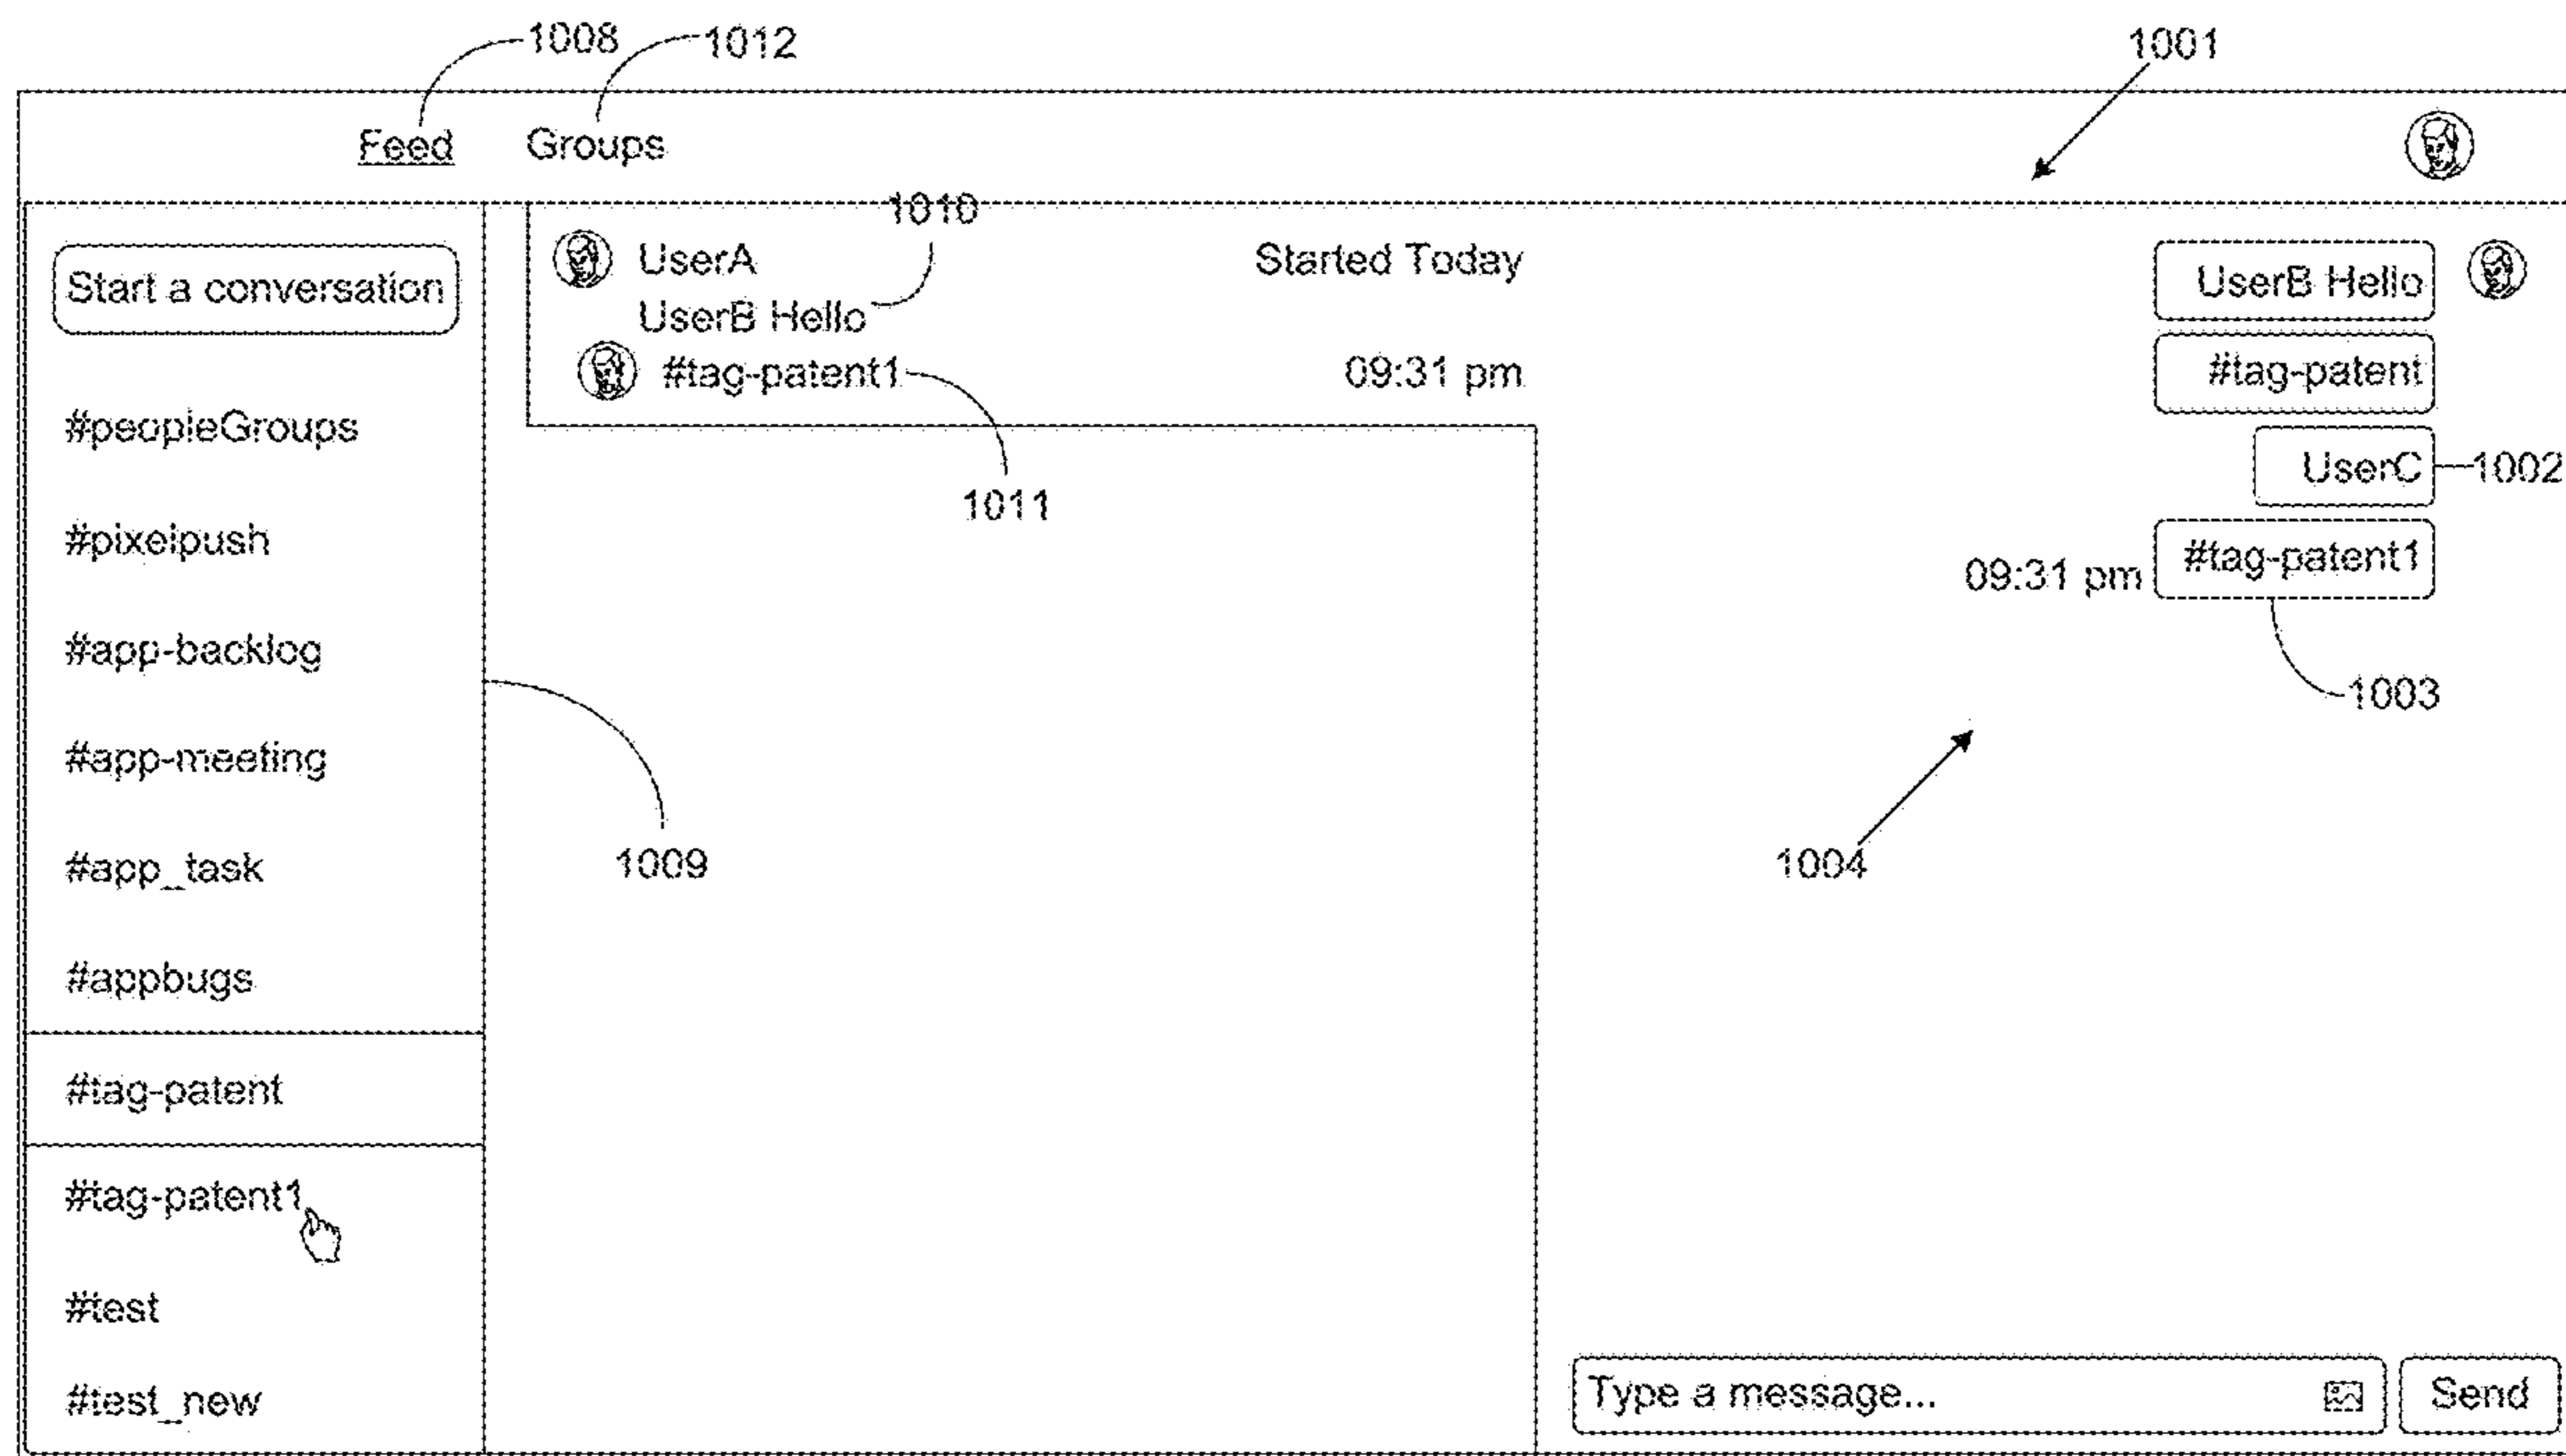 1008
1012
1001
Feed
Groups
1010
Start a conversation
#peopleGroups
#pixelpush
#app-backlog
#app-meeting
#app_task
#appbugs
#tag-patent
#tag-patent1
#test
#test_new
1009
UserA
Started Today
UserB Hello
#tag-patent1
09:31 pm
1011
UserB Hello
#tag-patent
UserC
1002
09:31 pm
#tag-patent1
1003
1004
Type a message...
Send